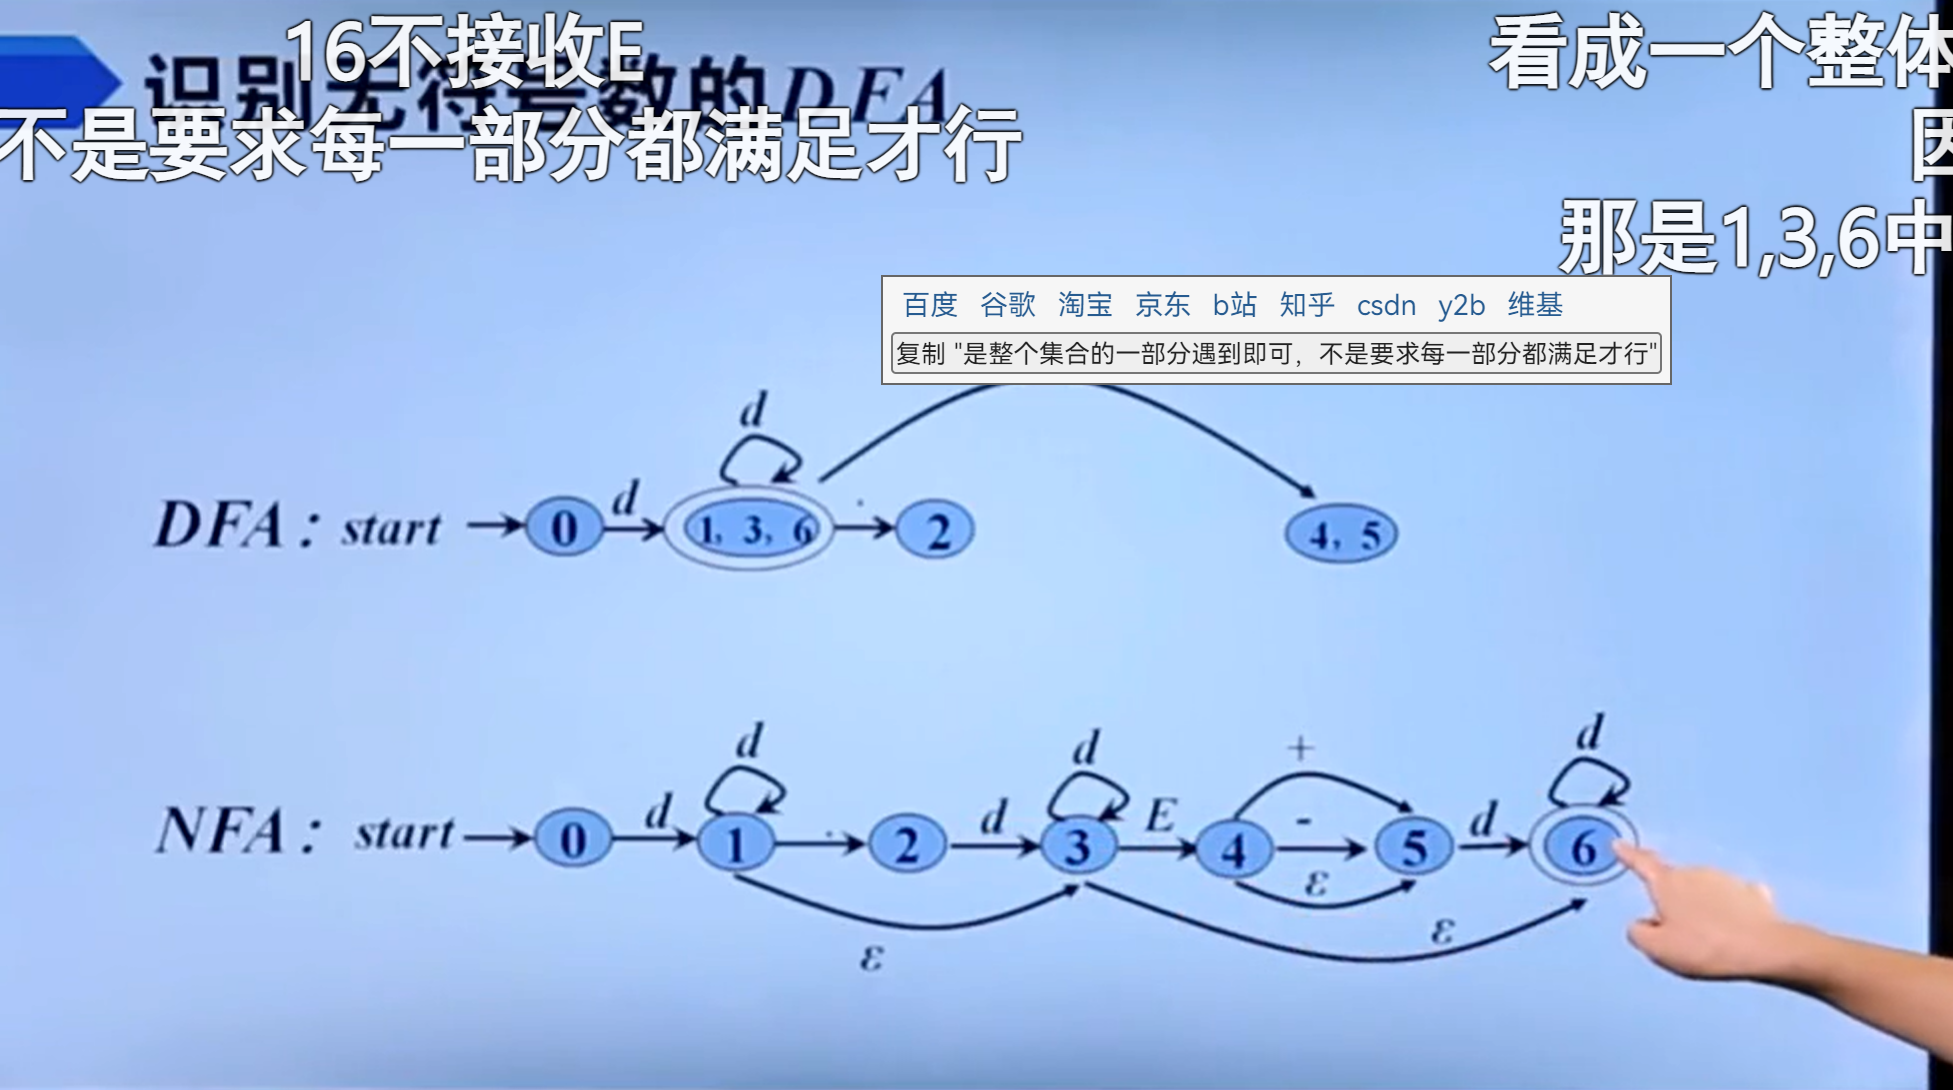 16不接收E
看成一个整体
识别无符号数的DFA
不是要求每一部分都满足才行
因
那是1,3,6中
百度 谷歌 淘宝 京东 b站 知乎 csdn y2b 维基
复制 "是整个集合的一部分遇到即可，不是要求每一部分都满足才行"
d
DFA: start 0 d 1, 3, 6 . 2 4, 5
d d + d
NFA: start 0 d 1 . 2 d 3 E 4 - 5 d 6
ε ε
ε